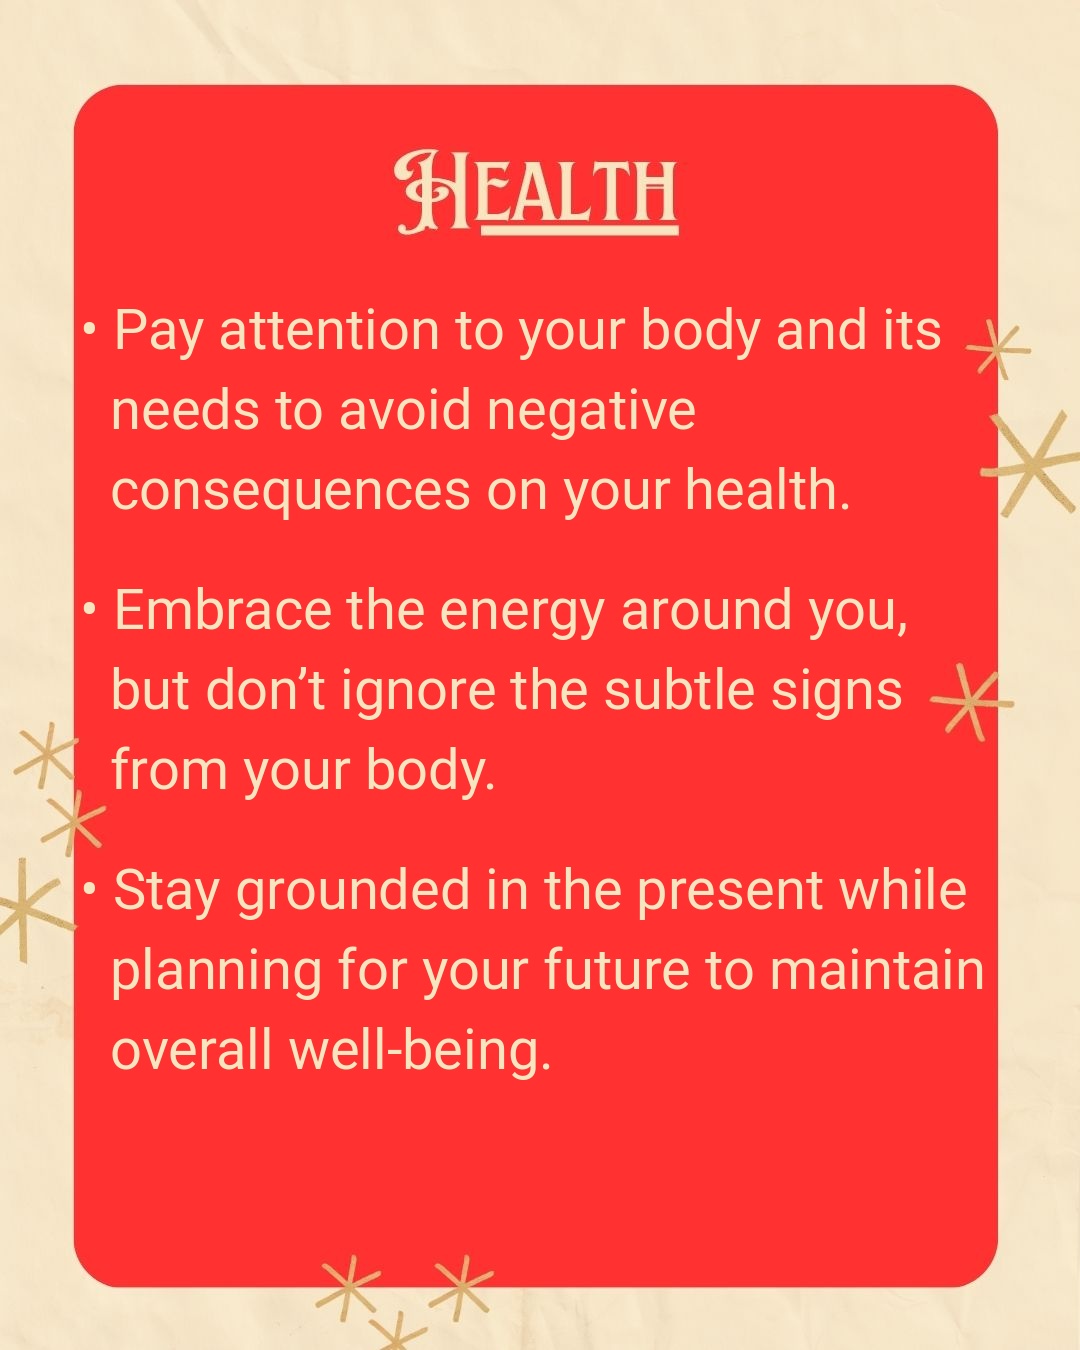 Health
• Pay attention to your body and its
needs to avoid negative
consequences on your health.
• Embrace the energy around you,
but don’t ignore the subtle signs
from your body.
• Stay grounded in the present while
planning for your future to maintain
overall well-being.